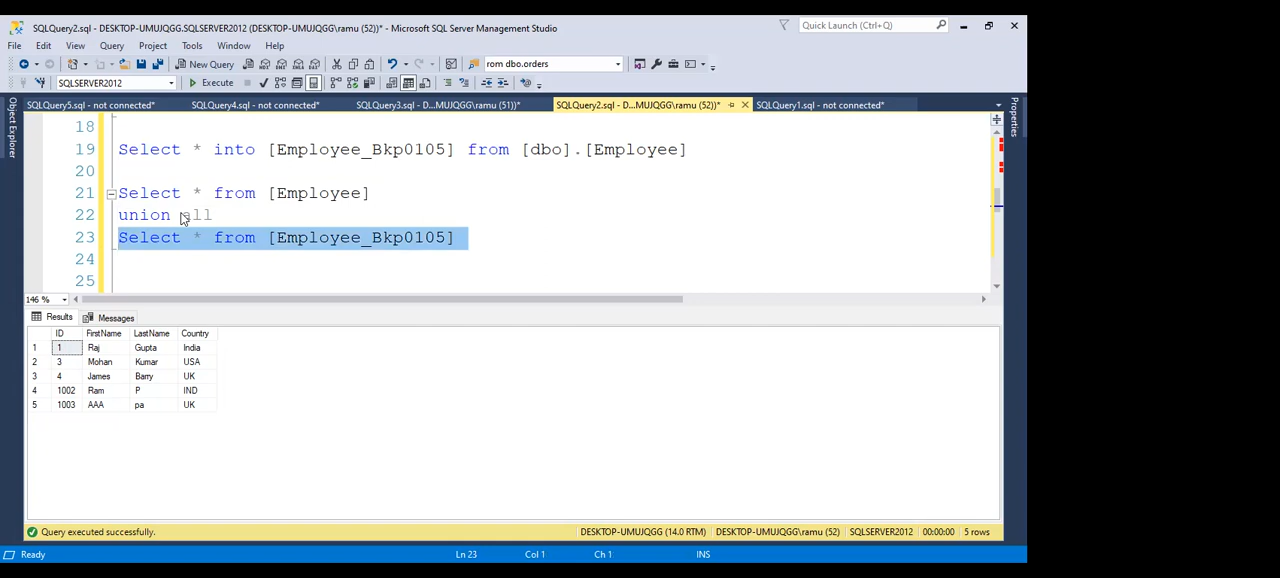 SQLQuery2.sql - DESKTOP-UMUJQGG.SQLSERVER2012 (DESKTOP-UMUJQGG\ramu (52))* - Microsoft SQL Server Management Studio
Quick Launch (Ctrl+Q)
File Edit View Query Project Tools Window Help
New Query rom dbo.orders
SQLSERVER2012 Execute
SQLQuery5.sql - not connected* SQLQuery4.sql - not connected* SQLQuery3.sql - D...MUJQGG\ramu (51))* SQLQuery2.sql - D...MUJQGG\ramu (52))* SQLQuery1.sql - not connected*
Object Explorer
Properties
18
19 Select * into [Employee_Bkp0105] from [dbo].[Employee]
20
21 Select * from [Employee]
22 union all
23 Select * from [Employee_Bkp0105]
24
25
146 %
Results Messages
ID FirstName LastName Country
1 1 Raj Gupta India
2 3 Mohan Kumar USA
3 4 James Barry UK
4 1002 Ram P IND
5 1003 AAA pa UK
Query executed successfully. DESKTOP-UMUJQGG (14.0 RTM) DESKTOP-UMUJQGG\ramu (52) SQLSERVER2012 00:00:00 5 rows
Ready Ln 23 Col 1 Ch 1 INS